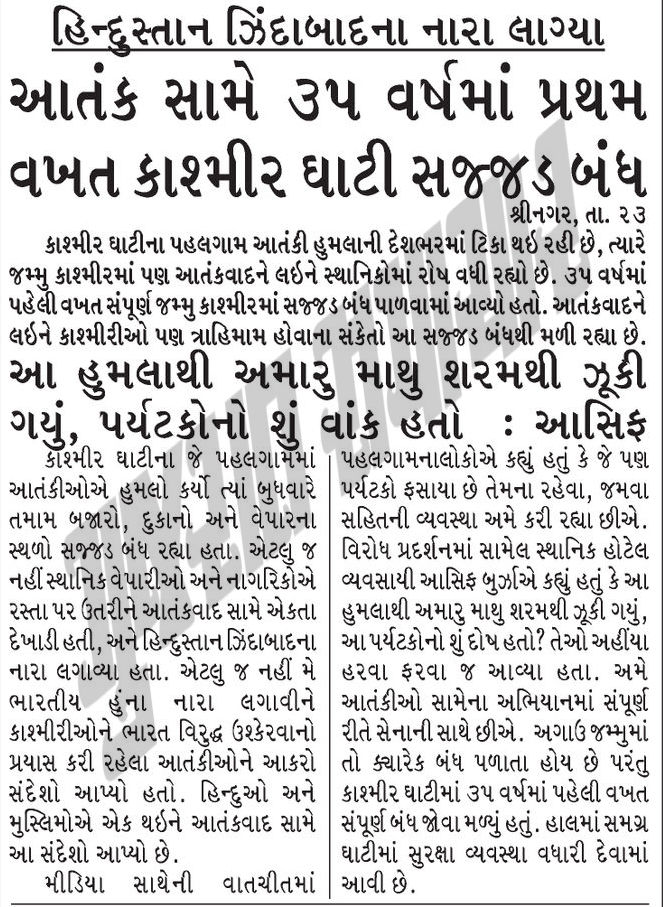 હિન્દુસ્તાન ઝિંદાબાદના નારા લાગ્યા
આતંક સામે ૩૫ વર્ષમાં પ્રથમ
વખત કાશ્મીર ઘાટી સજ્જડ બંધ
શ્રીનગર, તા. ૨૩
કાશ્મીર ઘાટીના પહલગામ આતંકી હુમલાની દેશભરમાં ટિકા થઇ રહી છે, ત્યારે
જમ્મુ કાશ્મીરમાં પણ આતંકવાદને લઇને સ્થાનિકોમાં રોષ વધી રહ્યો છે. ૩૫ વર્ષમાં
પહેલી વખત સંપૂર્ણ જમ્મુ કાશ્મીરમાં સજ્જડ બંધ પાળવામાં આવ્યો હતો. આતંકવાદને
લઇને કાશ્મીરીઓ પણ ત્રાહિમામ હોવાના સંકેતો આ સજ્જડ બંધથી મળી રહ્યા છે.
આ હુમલાથી અમારુ માથુ શરમથી ઝૂકી
ગયું, પર્યટકોનો શું વાંક હતો : આસિફ
કાશ્મીર ઘાટીના જે પહલગામમાં
આતંકીઓએ હુમલો કર્યો ત્યાં બુધવારે
તમામ બજારો, દુકાનો અને વેપારના
સ્થળો સજ્જડ બંધ રહ્યા હતા. એટલુ જ
નહીં સ્થાનિક વેપારીઓ અને નાગરિકોએ
રસ્તા પર ઉતરીને આતંકવાદ સામે એકતા
દેખાડી હતી, અને હિન્દુસ્તાન ઝિંદાબાદના
નારા લગાવ્યા હતા. એટલુ જ નહીં મે
ભારતીય હુંના નારા લગાવીને
કાશ્મીરીઓને ભારત વિરુદ્ધ ઉશ્કેરવાનો
પ્રયાસ કરી રહેલા આતંકીઓને આકરો
સંદેશો આપ્યો હતો. હિન્દુઓ અને
મુસ્લિમોએ એક થઇને આતંકવાદ સામે
આ સંદેશો આપ્યો છે.
મીડિયા સાથેની વાતચીતમાં
પહલગામનાલોકોએ કહ્યું હતું કે જે પણ
પર્યટકો ફસાયા છે તેમના રહેવા, જમવા
સહિતની વ્યવસ્થા અમે કરી રહ્યા છીએ.
વિરોધ પ્રદર્શનમાં સામેલ સ્થાનિક હોટેલ
વ્યવસાયી આસિફ બુર્ઝાએ કહ્યું હતું કે આ
હુમલાથી અમારુ માથુ શરમથી ઝૂકી ગયું,
આ પર્યટકોનો શું દોષ હતો? તેઓ અહીંયા
હરવા ફરવા જ આવ્યા હતા. અમે
આતંકીઓ સામેના અભિયાનમાં સંપૂર્ણ
રીતે સેનાની સાથે છીએ. અગાઉ જમ્મુમાં
તો ક્યારેક બંધ પળાતા હોય છે પરંતુ
કાશ્મીર ઘાટીમાં ૩૫ વર્ષમાં પહેલી વખત
સંપૂર્ણ બંધ જોવા મળ્યું હતું. હાલમાં સમગ્ર
ઘાટીમાં સુરક્ષા વ્યવસ્થા વધારી દેવામાં
આવી છે.